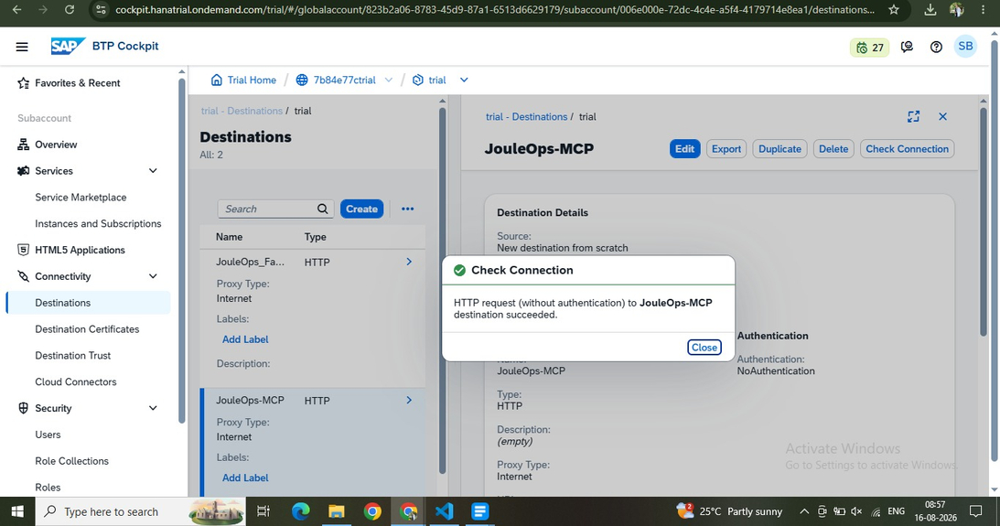 cockpit.hanatrial.ondemand.com/trial/#/globalaccount/823b2a06-8783-45d9-87a1-6513d6629179/subaccount/006e000e-72dc-4c4e-a5f4-4179714e8ea1/destinations...
SAP BTP Cockpit
27
SB
Favorites & Recent
Subaccount
Overview
Services
Service Marketplace
Instances and Subscriptions
HTML5 Applications
Connectivity
Destinations
Destination Certificates
Destination Trust
Cloud Connectors
Security
Users
Role Collections
Roles
Trial Home / 7b84e77ctrial / trial
trial - Destinations / trial
Destinations
All: 2
Search
Create
Name Type
JouleOps_Fa... HTTP
Proxy Type:
Internet
Labels:
Add Label
Description:
JouleOps-MCP HTTP
Proxy Type:
Internet
Labels:
Add Label
trial - Destinations / trial
JouleOps-MCP
Edit Export Duplicate Delete Check Connection
Destination Details
Source:
New destination from scratch
Check Connection
HTTP request (without authentication) to JouleOps-MCP
destination succeeded.
Close
JouleOps-MCP
Type:
HTTP
Description:
(empty)
Proxy Type:
Internet
Authentication
Authentication:
NoAuthentication
Activate Windows
Go to Settings to activate Windows.
Type here to search
2
25°C Partly sunny
ENG
08:57
16-08-2026